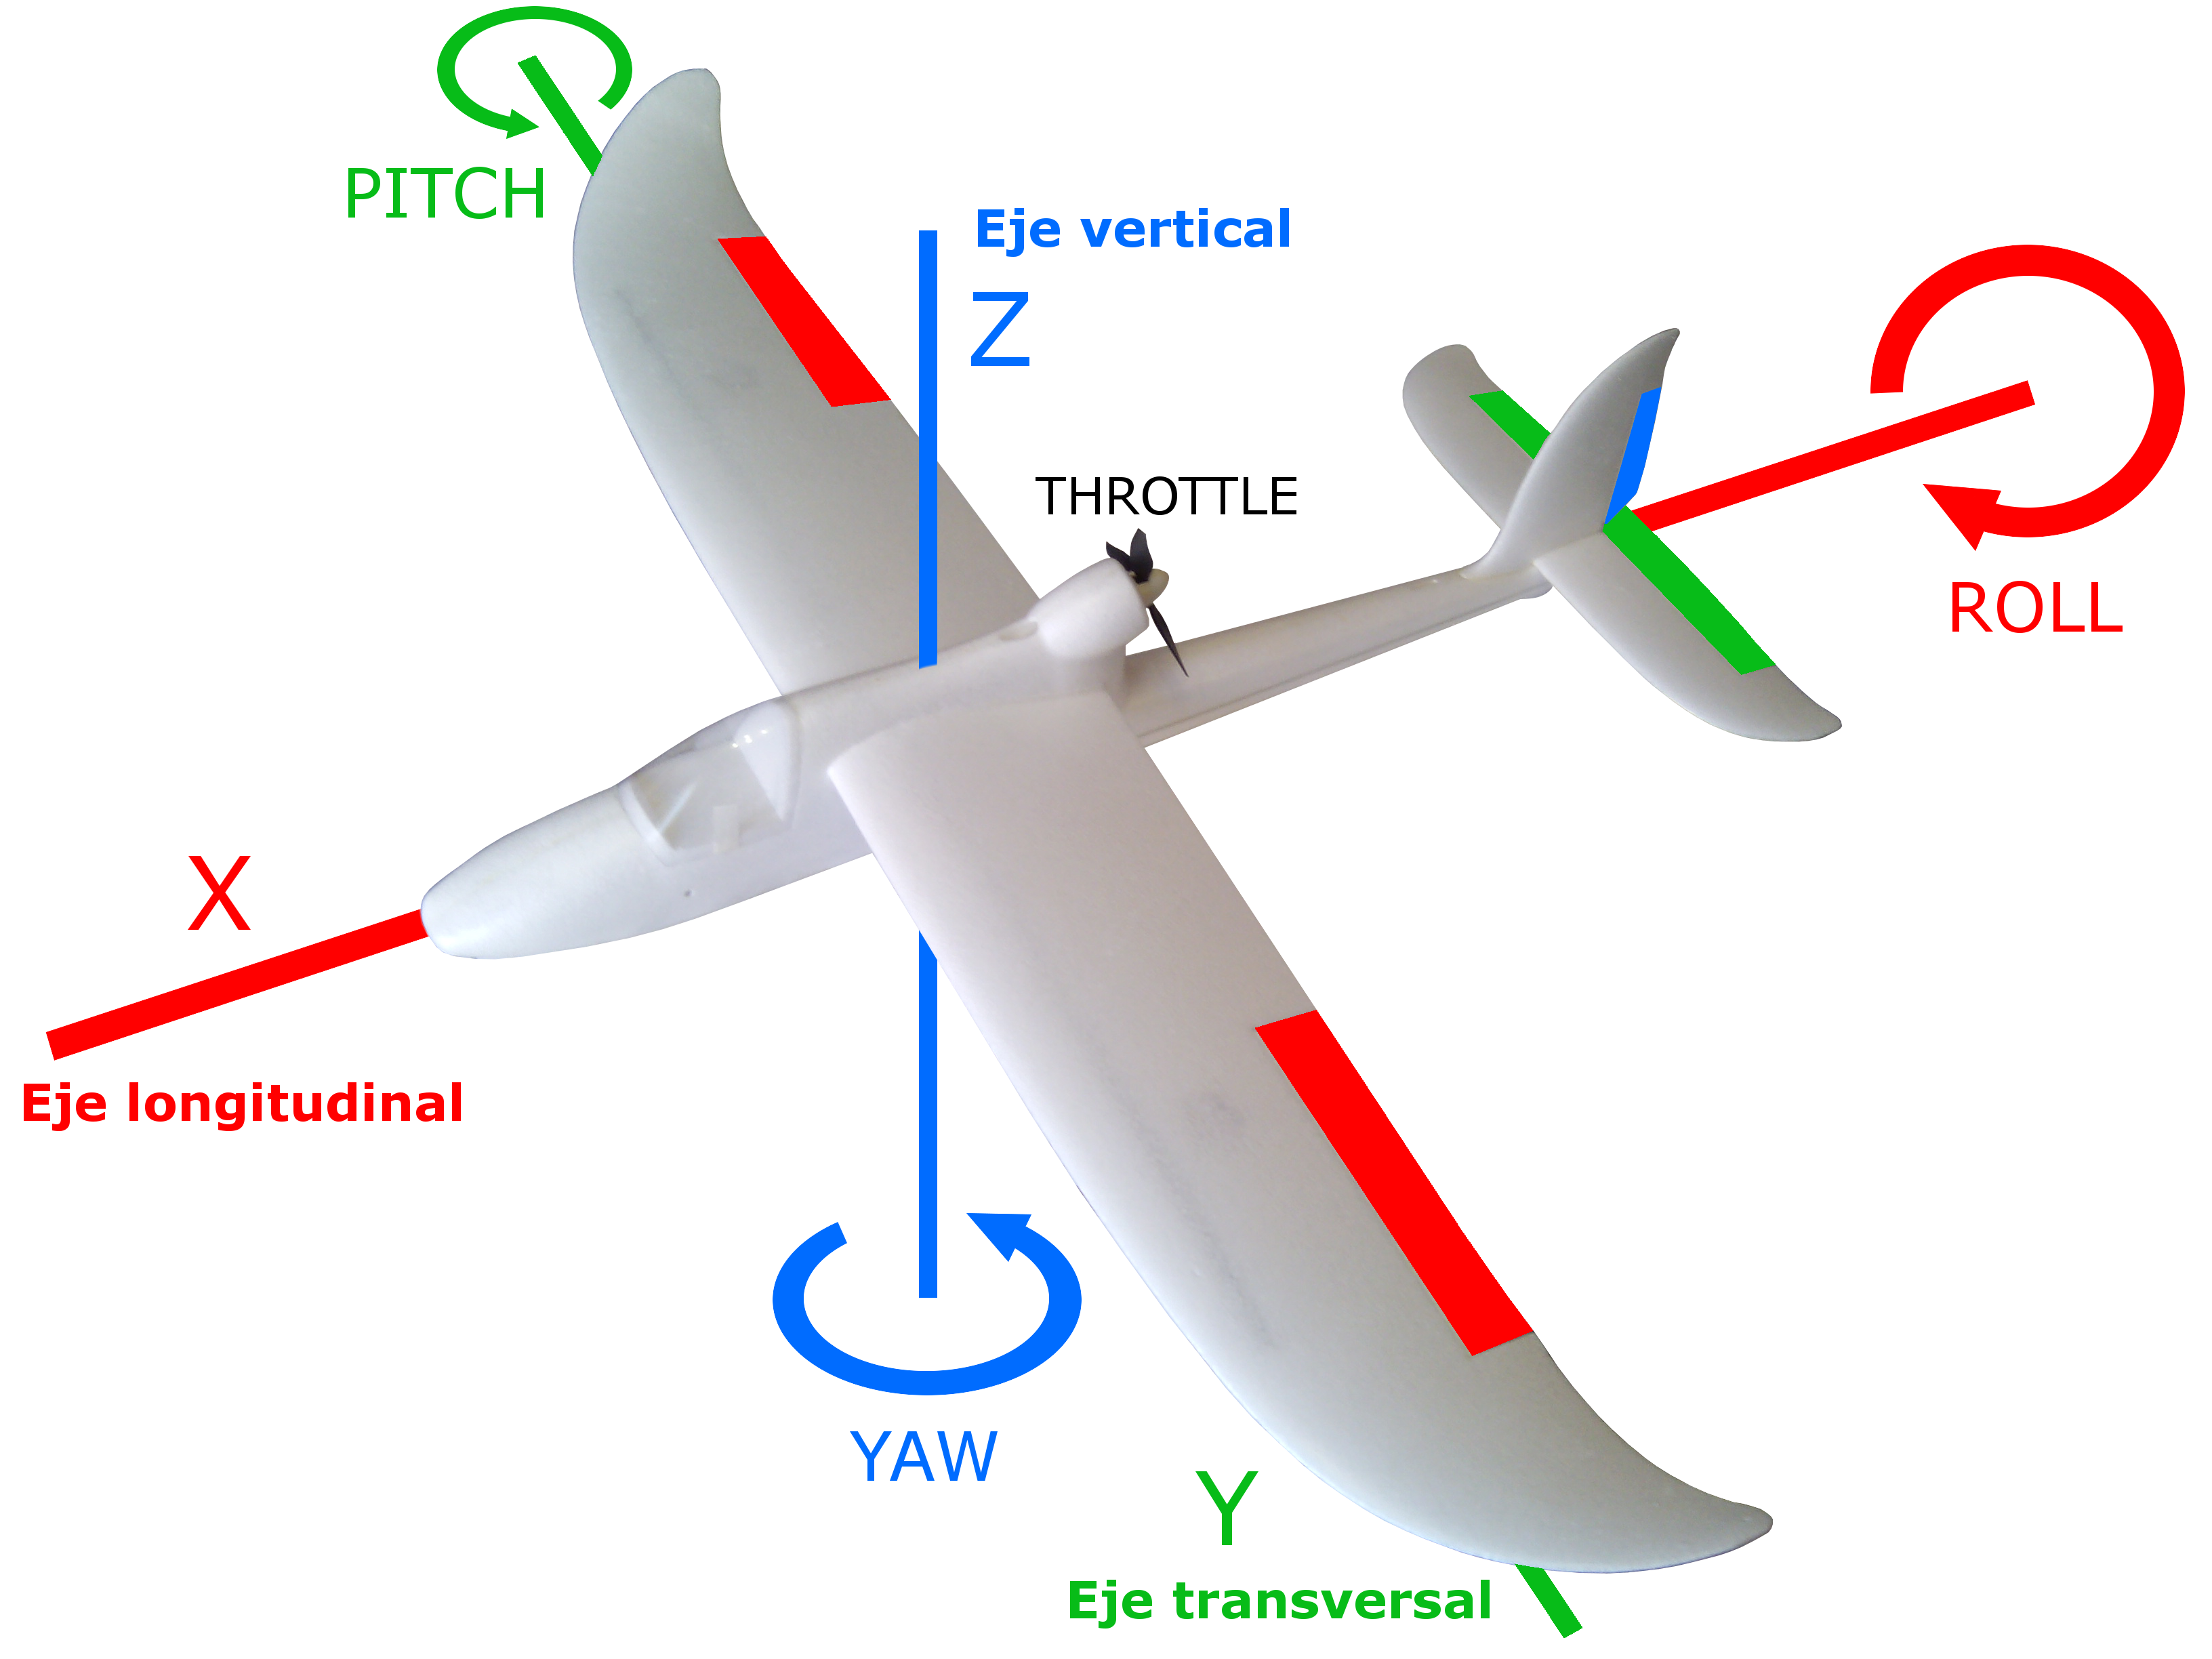 PITCH
Eje vertical
Z
THROTTLE
ROLL
X
Eje longitudinal
YAW
Y
Eje transversal